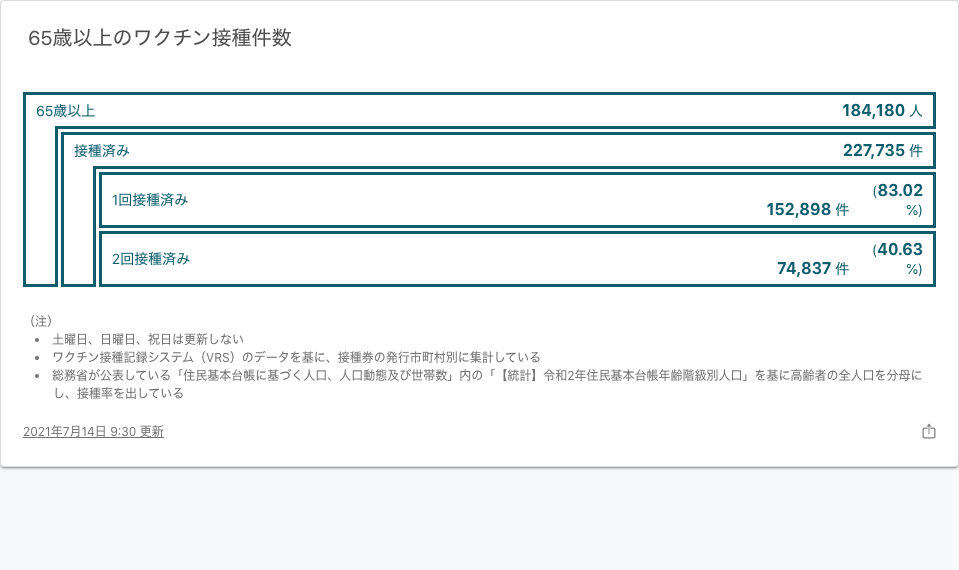 65歳以上のワクチン接種件数
65歳以上 184,180 人
接種済み 227,735 件
1回接種済み 152,898 件 (83.02 %)
2回接種済み 74,837 件 (40.63 %)
（注）
• 土曜日、日曜日、祝日は更新しない
• ワクチン接種記録システム（VRS）のデータを基に、接種券の発行市町村別に集計している
• 総務省が公表している「住民基本台帳に基づく人口、人口動態及び世帯数」内の「【統計】令和2年住民基本台帳年齢階級別人口」を基に高齢者の全人口を分母に
し、接種率を出している
2021年7月14日 9:30 更新